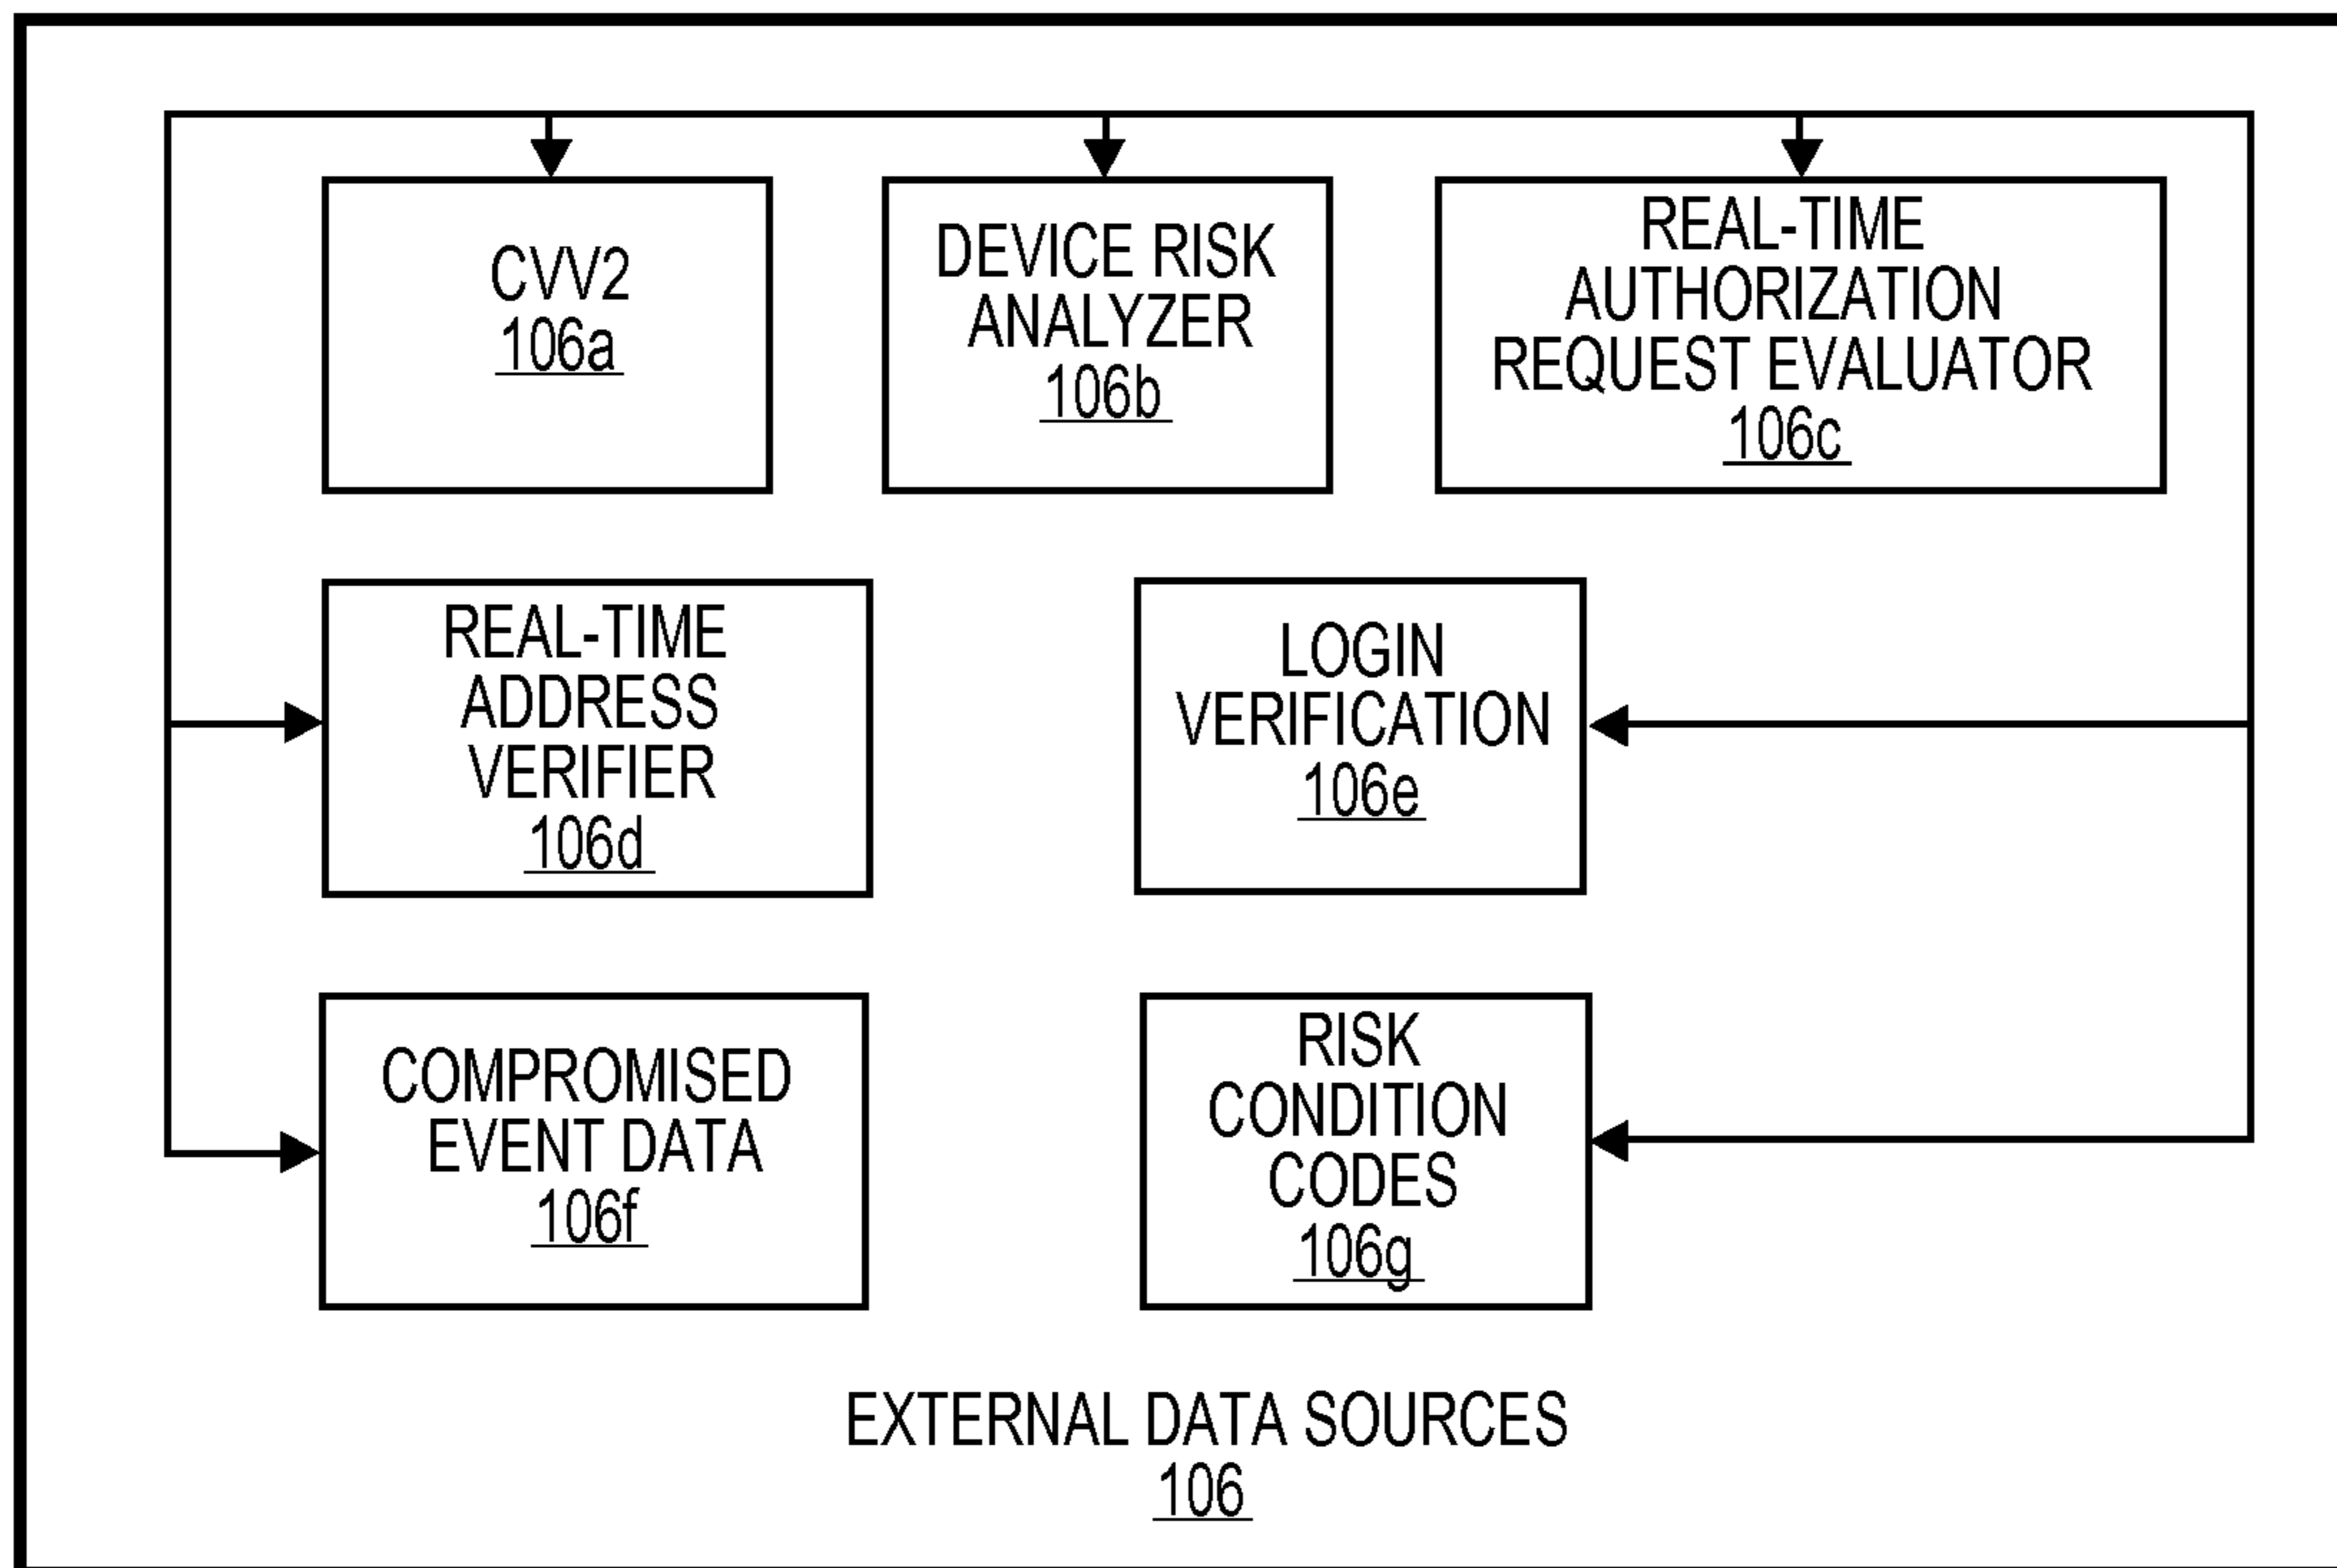 CVV2
106a
DEVICE RISK
ANALYZER
106b
REAL-TIME
AUTHORIZATION
REQUEST EVALUATOR
106c
REAL-TIME
ADDRESS
VERIFIER
106d
LOGIN
VERIFICATION
106e
COMPROMISED
EVENT DATA
106f
RISK
CONDITION
CODES
106g
EXTERNAL DATA SOURCES
106